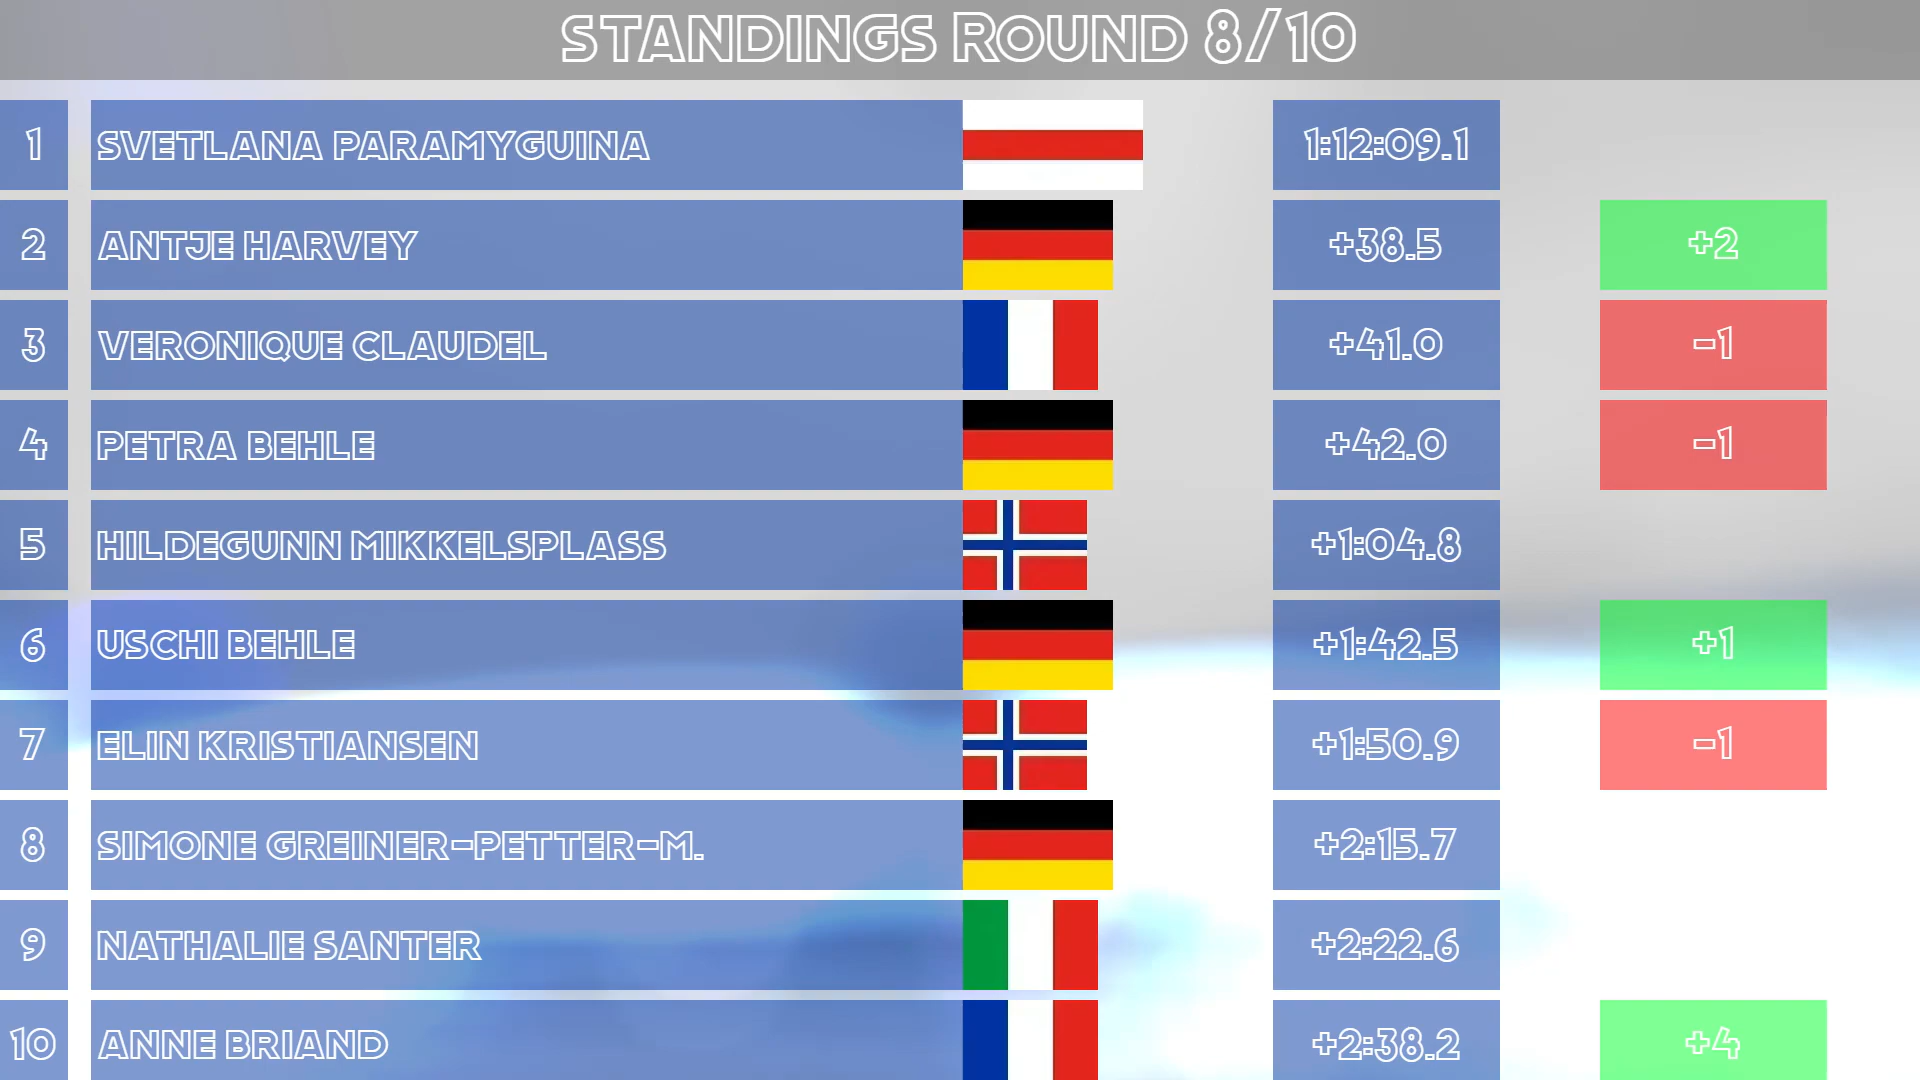 STANDINGS ROUND 8/10
1 SVETLANA PARAMYGUINA 1:12:09.1
2 ANTJE HARVEY +38.5 +2
3 VERONIQUE CLAUDEL +41.0 -1
4 PETRA BEHLE +42.0 -1
5 HILDEGUNN MIKKELSPLASS +1:04.8
6 USCHI BEHLE +1:42.5 +1
7 ELIN KRISTIANSEN +1:50.9 -1
8 SIMONE GREINER-PETTER-M. +2:15.7
9 NATHALIE SANTER +2:22.6
10 ANNE BRIAND +2:38.2 +4